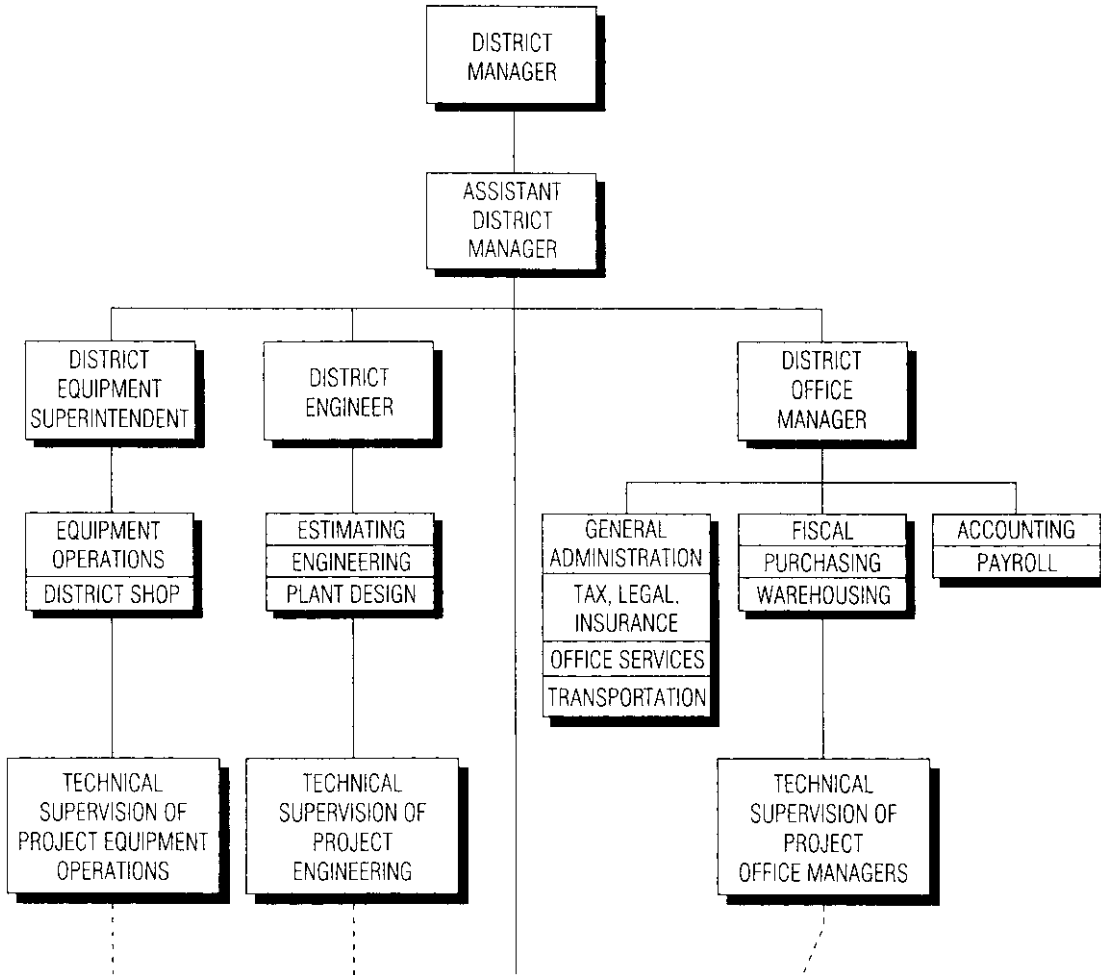 DISTRICT
MANAGER
ASSISTANT
DISTRICT
MANAGER
DISTRICT
EQUIPMENT
SUPERINTENDENT
DISTRICT
ENGINEER
DISTRICT
OFFICE
MANAGER
EQUIPMENT
OPERATIONS
DISTRICT SHOP
ESTIMATING
ENGINEERING
PLANT DESIGN
GENERAL
ADMINISTRATION
TAX, LEGAL,
INSURANCE
OFFICE SERVICES
TRANSPORTATION
FISCAL
PURCHASING
WAREHOUSING
ACCOUNTING
PAYROLL
TECHNICAL
SUPERVISION OF
PROJECT EQUIPMENT
OPERATIONS
TECHNICAL
SUPERVISION OF
PROJECT
ENGINEERING
TECHNICAL
SUPERVISION OF
PROJECT
OFFICE MANAGERS